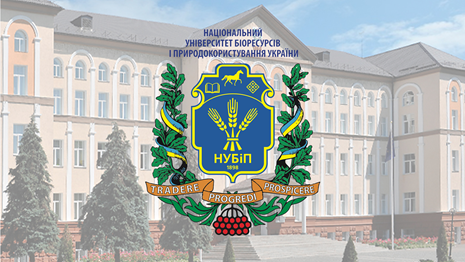 НАЦІОНАЛЬНИЙ
УНІВЕРСИТЕТ БІОРЕСУРСІВ
І ПРИРОДОКОРИСТУВАННЯ УКРАЇНИ
НУБіП
1898
TRADERE PROGREDI PROSPICERE